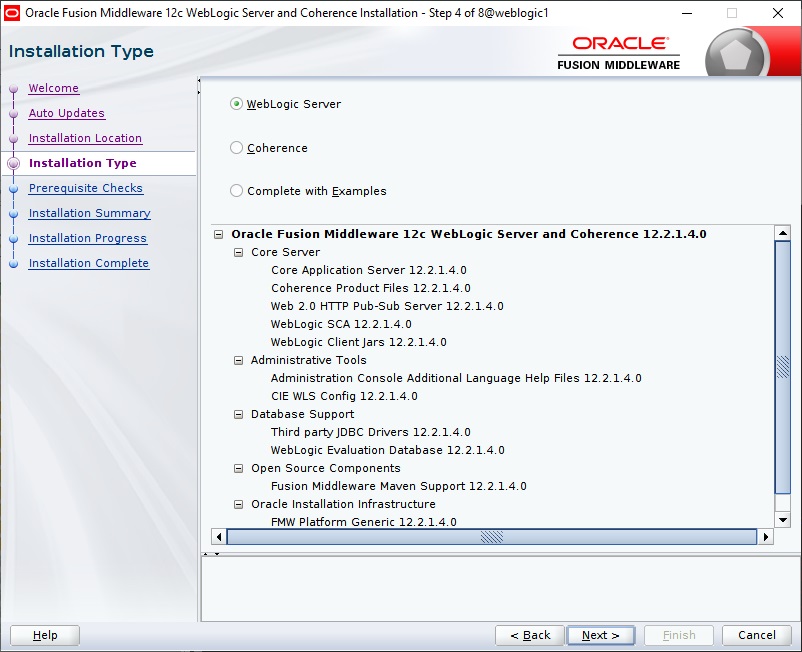 Oracle Fusion Middleware 12c WebLogic Server and Coherence Installation - Step 4 of 8@weblogic1
Installation Type
ORACLE
FUSION MIDDLEWARE
Welcome
Auto Updates
Installation Location
Installation Type
Prerequisite Checks
Installation Summary
Installation Progress
Installation Complete
WebLogic Server
Coherence
Complete with Examples
Oracle Fusion Middleware 12c WebLogic Server and Coherence 12.2.1.4.0
Core Server
Core Application Server 12.2.1.4.0
Coherence Product Files 12.2.1.4.0
Web 2.0 HTTP Pub-Sub Server 12.2.1.4.0
WebLogic SCA 12.2.1.4.0
WebLogic Client Jars 12.2.1.4.0
Administrative Tools
Administration Console Additional Language Help Files 12.2.1.4.0
CIE WLS Config 12.2.1.4.0
Database Support
Third party JDBC Drivers 12.2.1.4.0
WebLogic Evaluation Database 12.2.1.4.0
Open Source Components
Fusion Middleware Maven Support 12.2.1.4.0
Oracle Installation Infrastructure
FMW Platform Generic 12.2.1.4.0
Help
< Back
Next >
Finish
Cancel